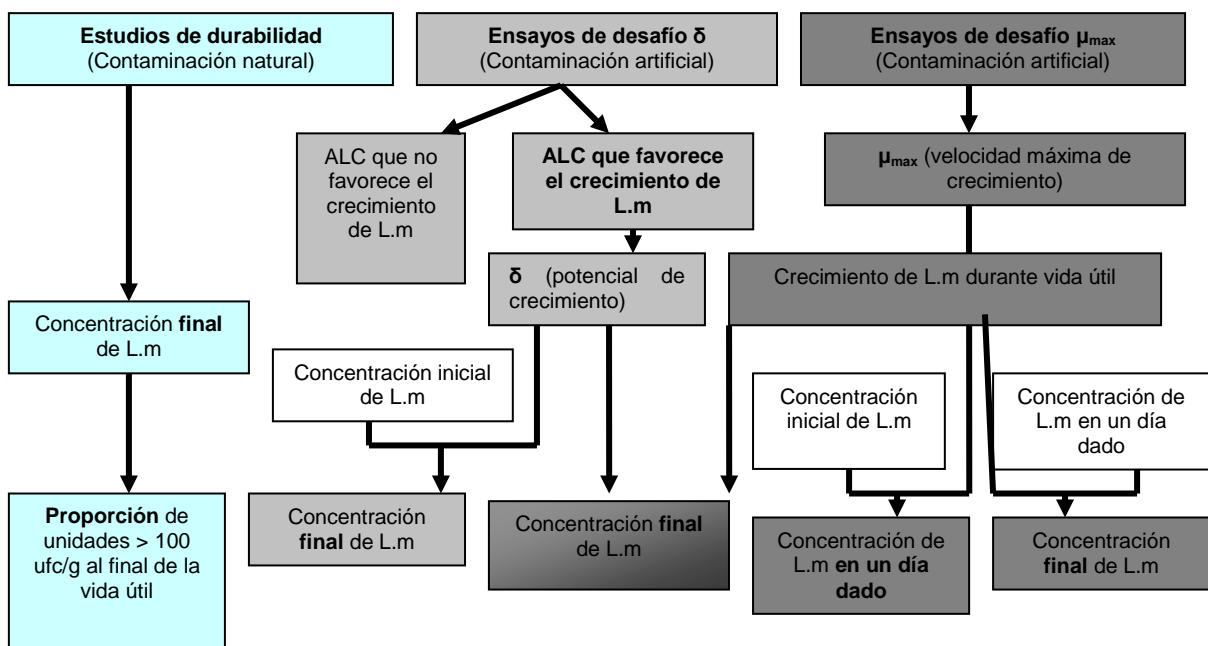 Estudios de durabilidad
(Contaminación natural)
Ensayos de desafío δ
(Contaminación artificial)
Ensayos de desafío µmax
(Contaminación artificial)
ALC que no
favorece el
crecimiento
de L.m
ALC que favorece
el crecimiento de
L.m
µmax (velocidad máxima de
crecimiento)
δ (potencial de
crecimiento)
Crecimiento de L.m durante vida útil
Concentración final
de L.m
Concentración inicial
de L.m
Concentración
inicial de L.m
Concentración de
L.m en un día
dado
Proporción de
unidades > 100
ufc/g al final de la
vida útil
Concentración
final de L.m
Concentración final
de L.m
Concentración de
L.m en un día
dado
Concentración
final de L.m